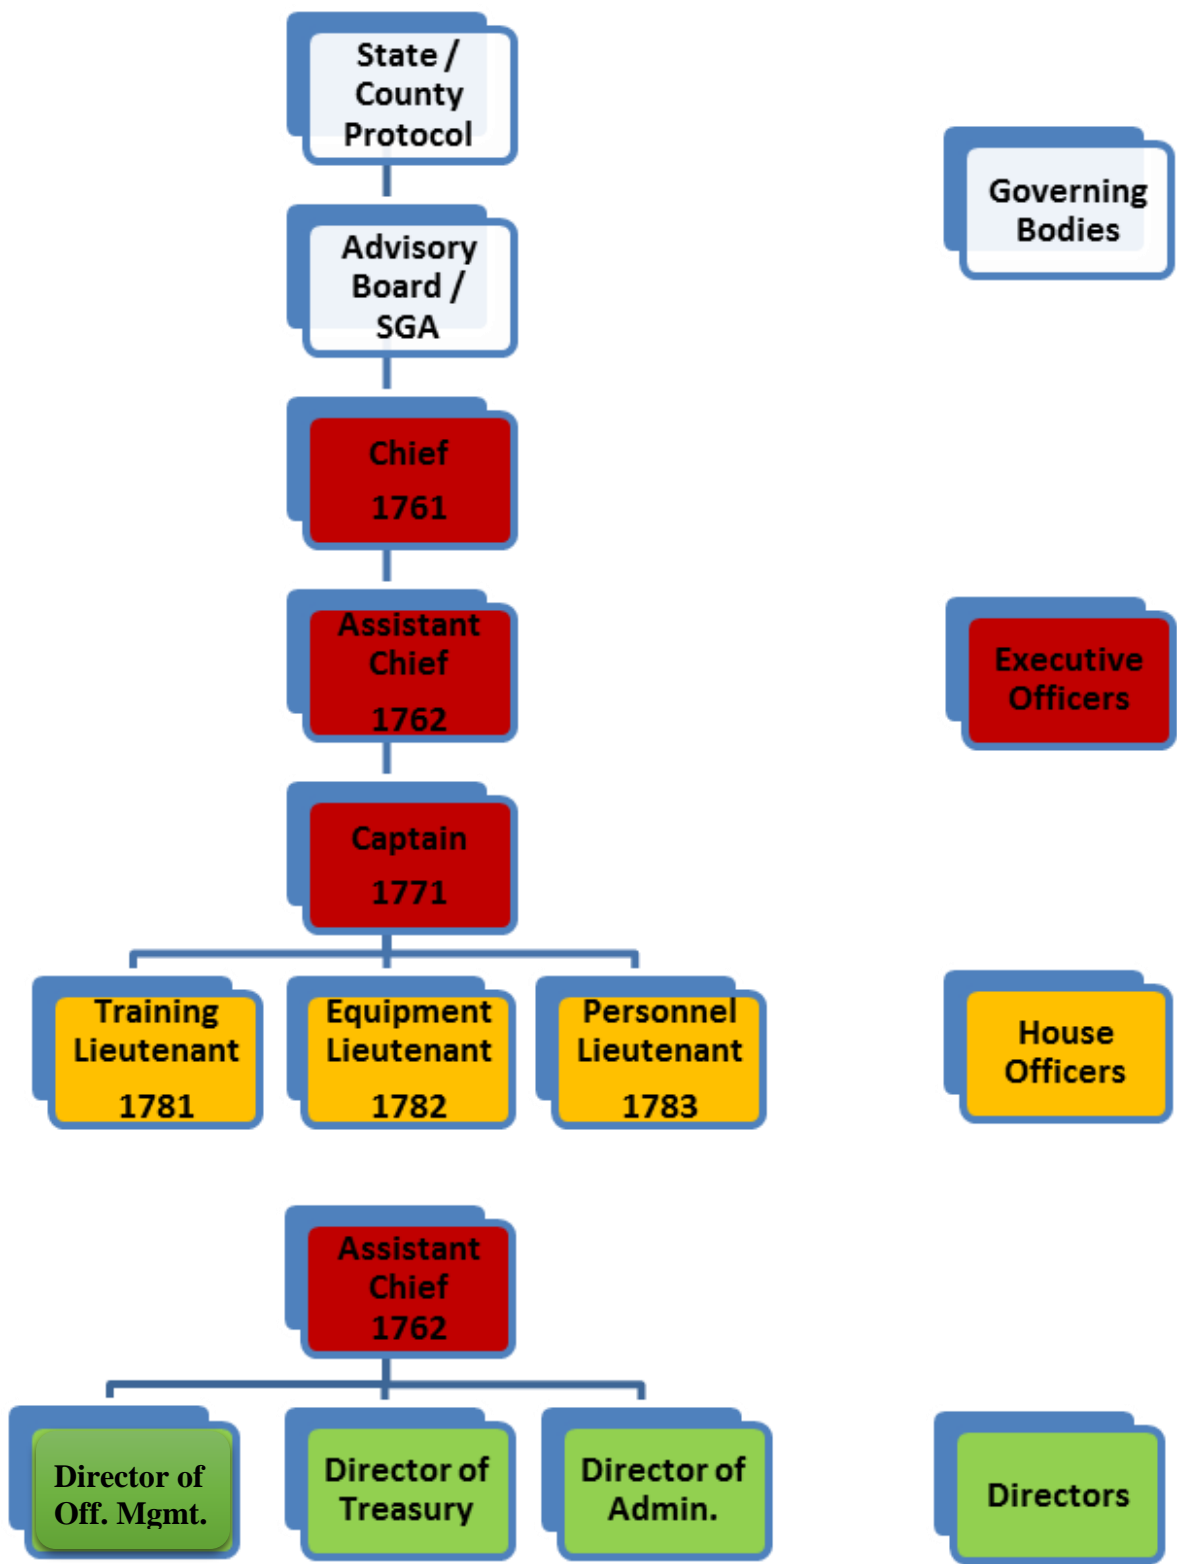 State /
County
Protocol
Governing
Bodies
Advisory
Board /
SGA
Chief
1761
Assistant
Chief
1762
Executive
Officers
Captain
1771
Training
Lieutenant
1781
Equipment
Lieutenant
1782
Personnel
Lieutenant
1783
House
Officers
Assistant
Chief
1762
Director of
Off. Mgmt.
Director of
Treasury
Director of
Admin.
Directors